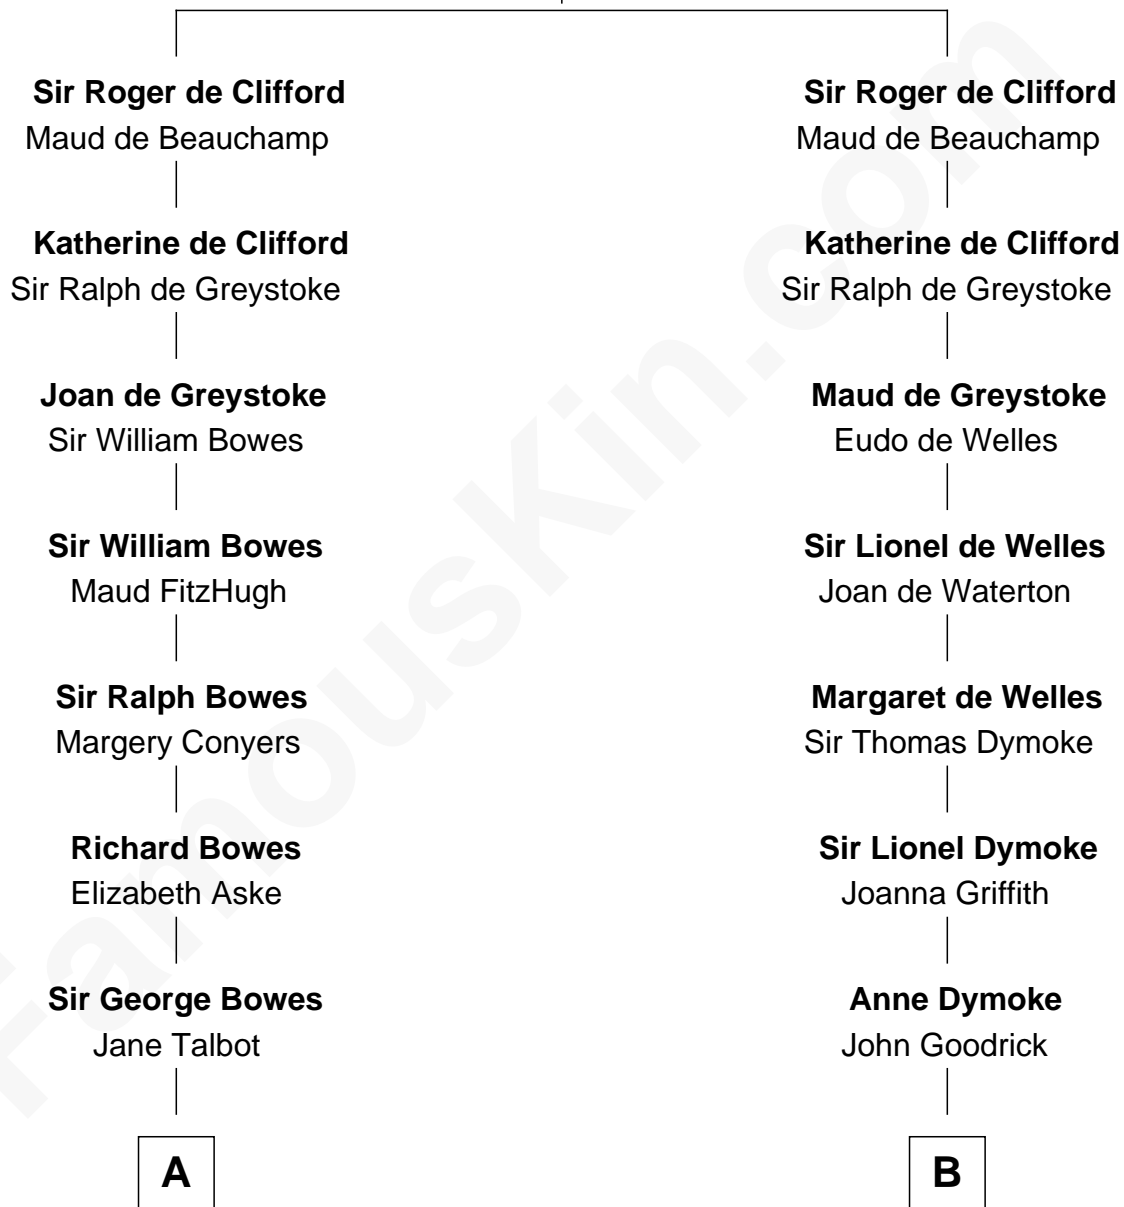 Sir Roger de Clifford
Maud de Beauchamp
Katherine de Clifford
Sir Ralph de Greystoke
Joan de Greystoke
Sir William Bowes
Sir William Bowes
Maud FitzHugh
Sir Ralph Bowes
Margery Conyers
Richard Bowes
Elizabeth Aske
Sir George Bowes
Jane Talbot
A
Sir Roger de Clifford
Maud de Beauchamp
Katherine de Clifford
Sir Ralph de Greystoke
Maud de Greystoke
Eudo de Welles
Sir Lionel de Welles
Joan de Waterton
Margaret de Welles
Sir Thomas Dymoke
Sir Lionel Dymoke
Joanna Griffith
Anne Dymoke
John Goodrick
B
FamousKin.com